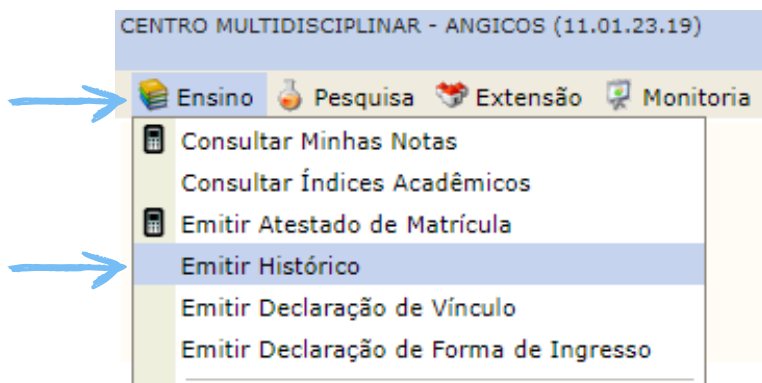 CENTRO MULTIDISCIPLINAR - ANGICOS (11.01.23.19)
Ensino Pesquisa Extensão Monitoria
Consultar Minhas Notas
Consultar Índices Acadêmicos
Emitir Atestado de Matrícula
Emitir Histórico
Emitir Declaração de Vínculo
Emitir Declaração de Forma de Ingresso